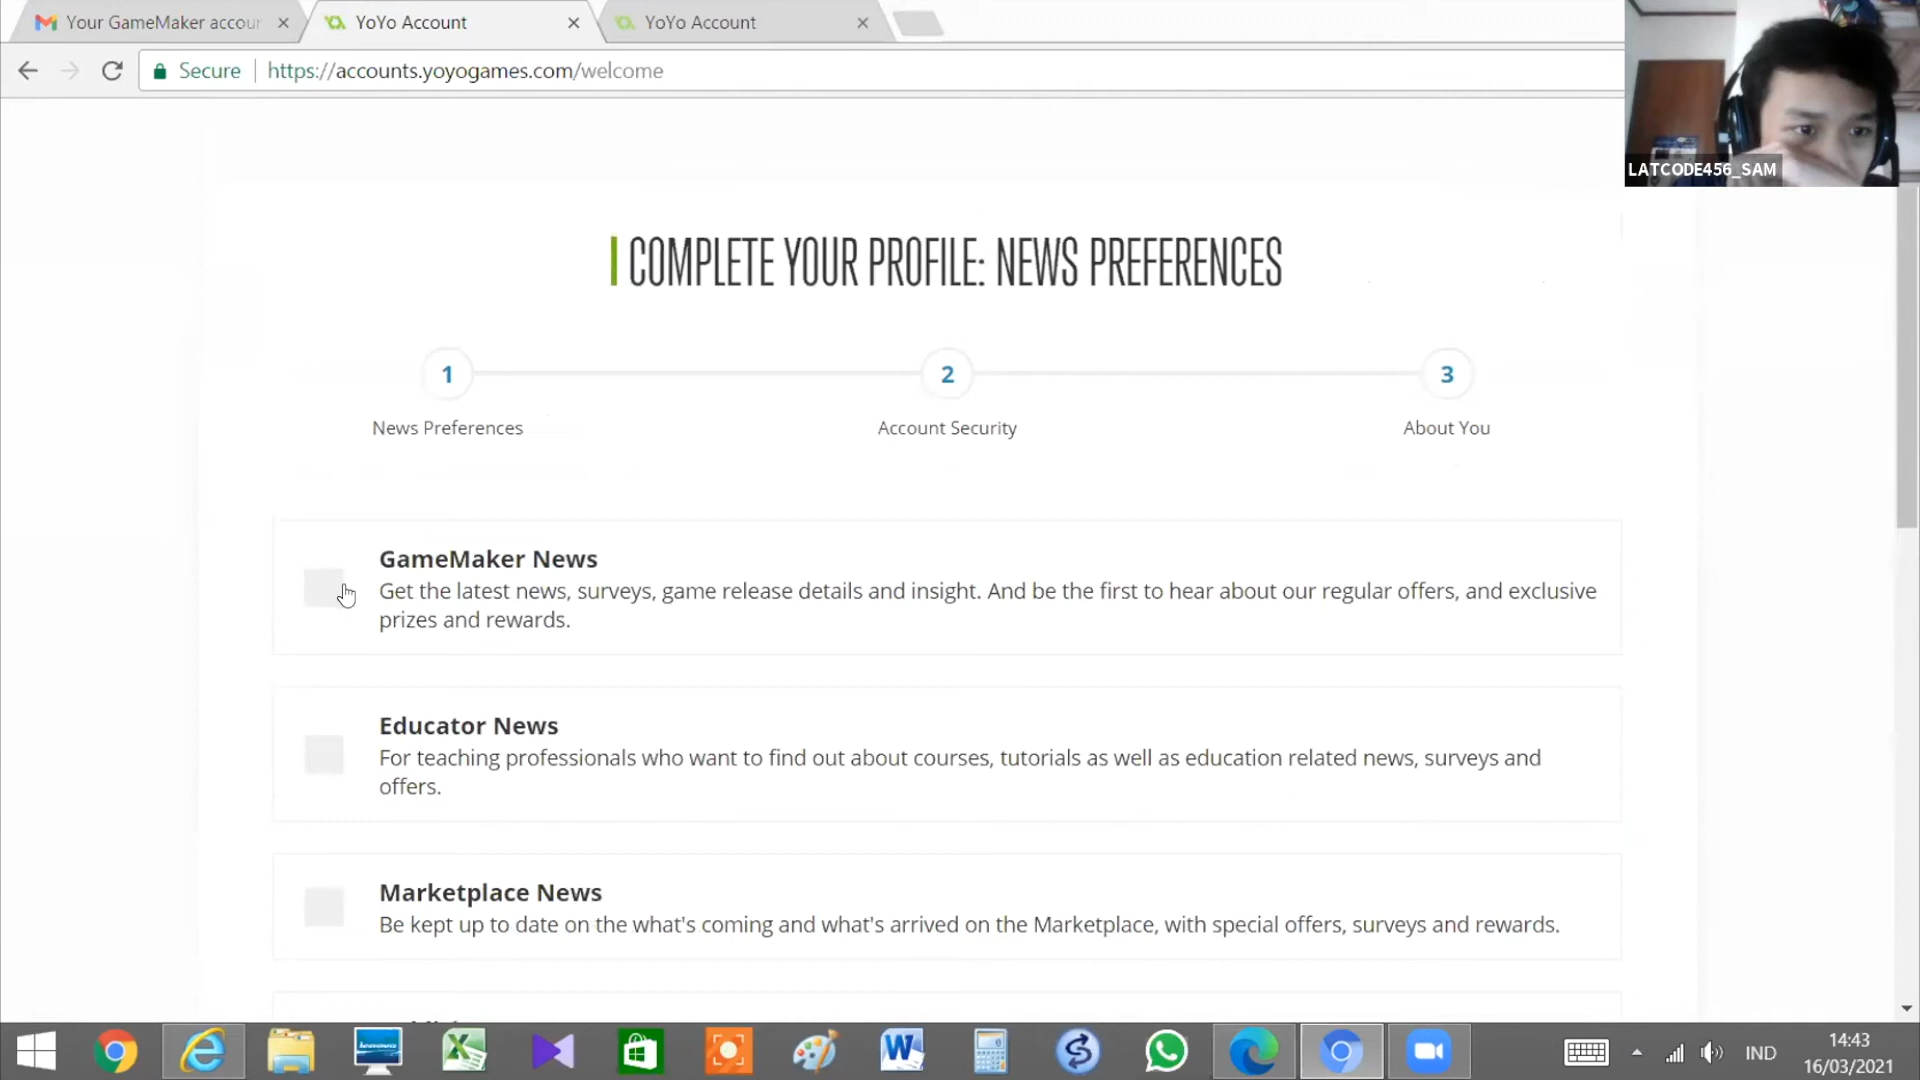 Your GameMaker accou
YoYo Account
YoYo Account
Secure
https://accounts.yoyogames.com/welcome
LATCODE456_SAM
COMPLETE YOUR PROFILE: NEWS PREFERENCES
1
2
3
News Preferences
Account Security
About You
GameMaker News
Get the latest news, surveys, game release details and insight. And be the first to hear about our regular offers, and exclusive
prizes and rewards.
Educator News
For teaching professionals who want to find out about courses, tutorials as well as education related news, surveys and
offers.
Marketplace News
Be kept up to date on the what's coming and what's arrived on the Marketplace, with special offers, surveys and rewards.
IND
14:43
16/03/2021